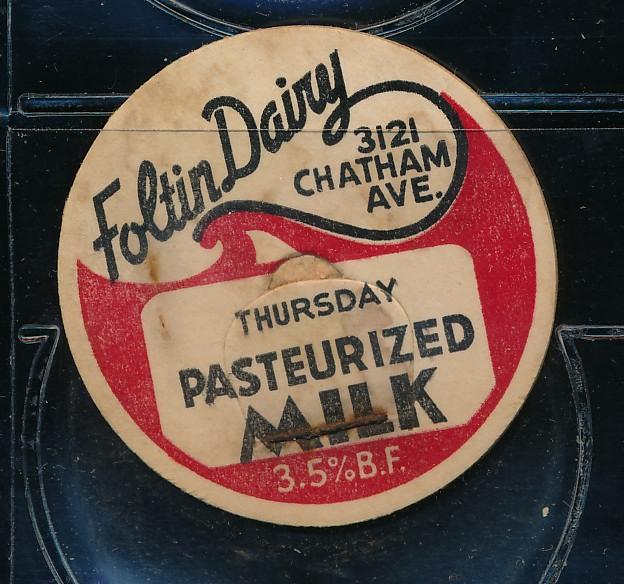 Foltin Dairy
3121
CHATHAM
AVE.
THURSDAY
PASTEURIZED
MILK
3.5% B.F.